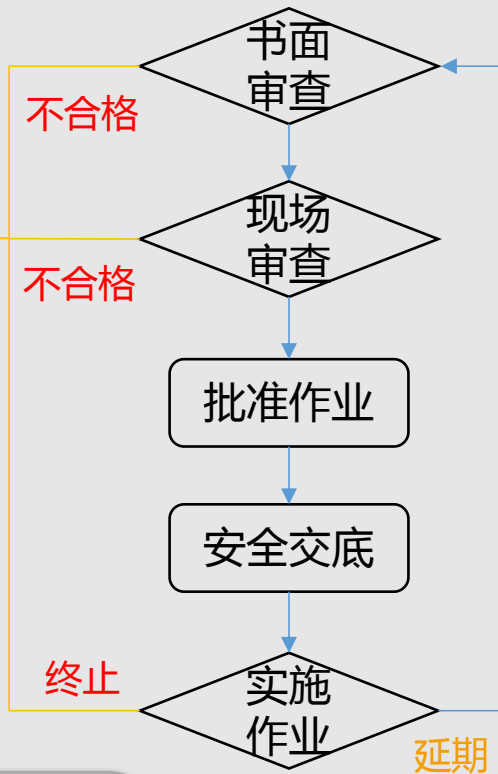 书面
审查
不合格
现场
审查
不合格
批准作业
安全交底
终止
实施
作业
延期